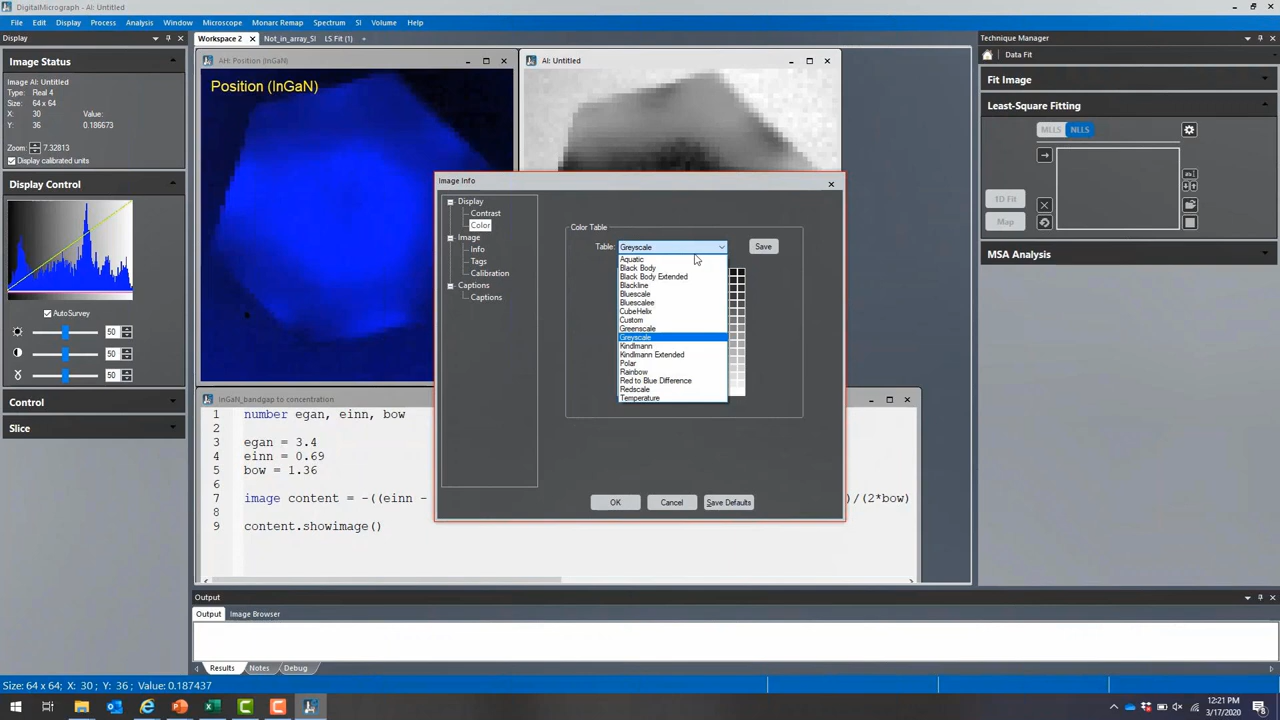 DigitalMicrograph - AI: Untitled
File Edit Display Process Analysis Window Microscope Monarc Remap Spectrum SI Volume Help
Display
Image Status
Image AI: Untitled
Type: Real 4
Size: 64 x 64
X: 30 Value:
Y: 36 0.186673
Zoom: 7.32813
Display calibrated units
Display Control
AutoSurvey
50
50
50
Control
Slice
Workspace 2 Not_in_array_SI LS Fit (1)
AH: Position (InGaN)
Position (InGaN)
AI: Untitled
InGaN_bandgap to concentration
1 number egan, einn, bow
2
3 egan = 3.4
4 einn = 0.69
5 bow = 1.36
6
7 image content = -((einn - )/(2*bow)
8
9 content.showimage()
Image Info
Display
Contrast
Color
Image
Info
Tags
Calibration
Captions
Captions
Color Table
Table: Greyscale Save
Aquatic
Black Body
Black Body Extended
Blackline
Bluescale
Bluescalee
CubeHelix
Custom
Greenscale
Greyscale
Kindlmann
Kindlmann Extended
Polar
Rainbow
Red to Blue Difference
Redscale
Temperature
OK Cancel Save Defaults
Technique Manager
Data Fit
Fit Image
Least-Square Fitting
MLLS NLLS
1D Fit
Map
MSA Analysis
Output
Output Image Browser
Results Notes Debug
Size: 64 x 64; X: 30 ; Y: 36 ; Value: 0.187437
12:21 PM
3/17/2020
8